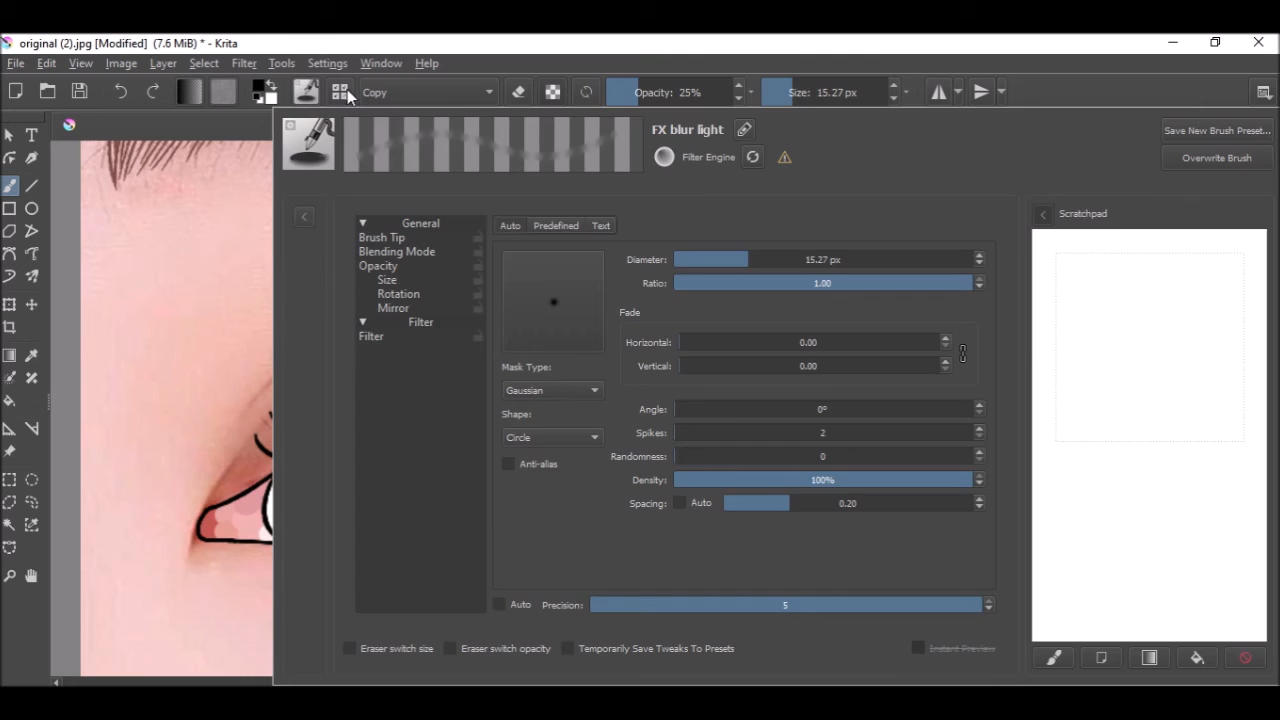 original (2).jpg [Modified] (7.6 MiB) * - Krita
File Edit View Image Layer Select Filter Tools Settings Window Help
Copy Opacity: 25% Size: 15.27 px
FX blur light
Filter Engine
Save New Brush Preset...
Overwrite Brush
General
Brush Tip
Blending Mode
Opacity
Size
Rotation
Mirror
Filter
Filter
Auto Predefined Text
Mask Type:
Gaussian
Shape:
Circle
Anti-alias
Diameter: 15.27 px
Ratio: 1.00
Fade
Horizontal: 0.00
Vertical: 0.00
Angle: 0°
Spikes: 2
Randomness: 0
Density: 100%
Spacing: Auto 0.20
Auto Precision: 5
Eraser switch size Eraser switch opacity Temporarily Save Tweaks To Presets Instant Preview
Scratchpad